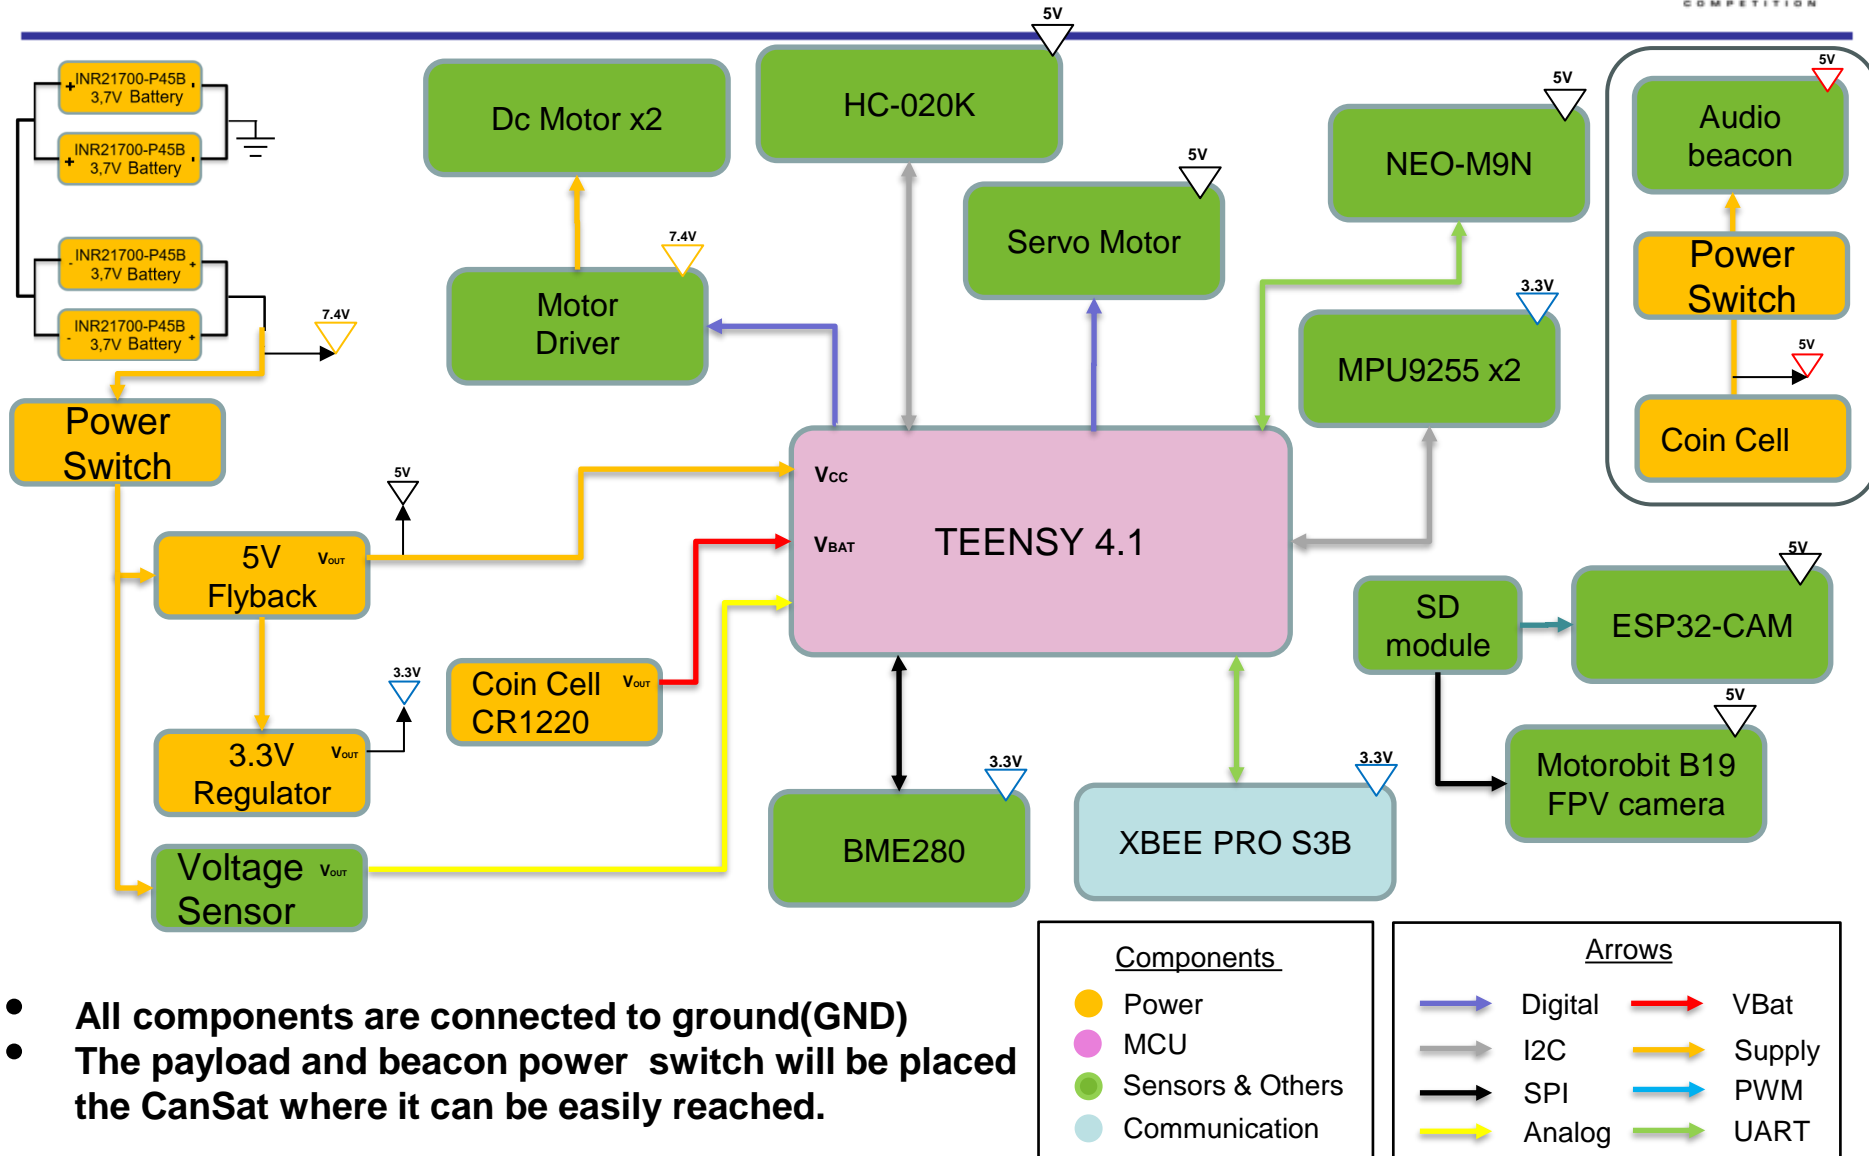 COMPETITION
INR21700-P45B
+ 3,7V Battery -
INR21700-P45B
+ 3,7V Battery -
INR21700-P45B
- 3,7V Battery +
INR21700-P45B
- 3,7V Battery +
7.4V
Power
Switch
5V
Flyback
VOUT
5V
3.3V
Regulator
VOUT
3.3V
Voltage
Sensor
VOUT
Coin Cell
CR1220
VOUT
Dc Motor x2
Motor
Driver
7.4V
HC-020K
5V
Servo Motor
5V
NEO-M9N
5V
MPU9255 x2
3.3V
VCC
VBAT
TEENSY 4.1
BME280
3.3V
XBEE PRO S3B
3.3V
SD
module
ESP32-CAM
5V
Motorobit B19
FPV camera
5V
Audio
beacon
5V
Power
Switch
5V
Coin Cell
• All components are connected to ground(GND)
• The payload and beacon power switch will be placed
the CanSat where it can be easily reached.
Components
Power
MCU
Sensors & Others
Communication
Arrows
Digital
VBat
I2C
Supply
SPI
PWM
Analog
UART